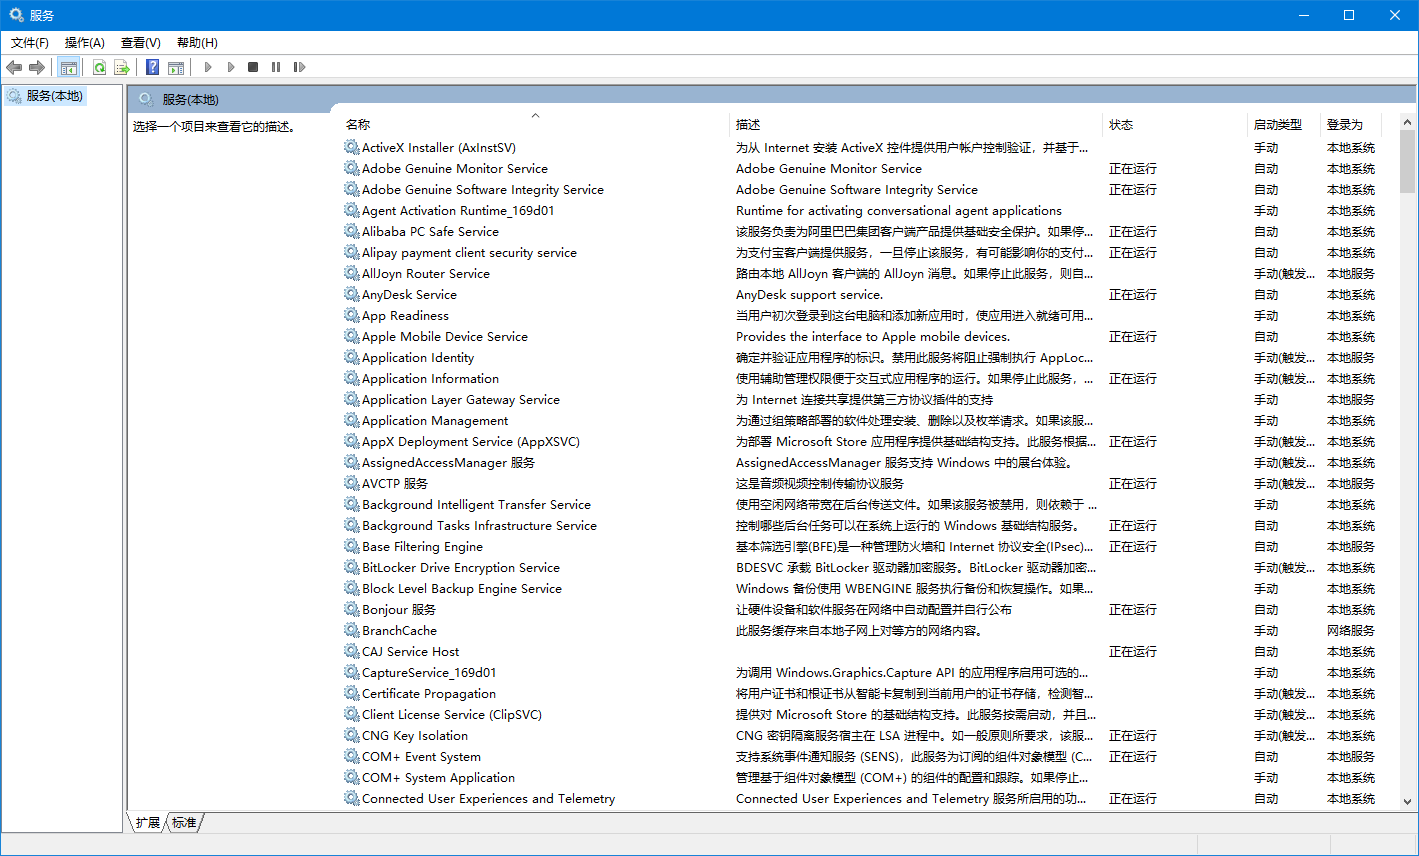 服务
文件(F) 操作(A) 查看(V) 帮助(H)
服务(本地)
服务(本地)
选择一个项目来查看它的描述。
名称 描述 状态 启动类型 登录为
ActiveX Installer (AxInstSV) 为从 Internet 安装 ActiveX 控件提供用户帐户控制验证，并基于... 手动 本地系统
Adobe Genuine Monitor Service Adobe Genuine Monitor Service 正在运行 自动 本地系统
Adobe Genuine Software Integrity Service Adobe Genuine Software Integrity Service 正在运行 自动 本地系统
Agent Activation Runtime_169d01 Runtime for activating conversational agent applications 手动 本地系统
Alibaba PC Safe Service 该服务负责为阿里巴巴集团客户端产品提供基础安全保护。如果停... 正在运行 自动 本地系统
Alipay payment client security service 为支付宝客户端提供服务，一旦停止该服务，有可能影响你的支付... 正在运行 自动 本地系统
AllJoyn Router Service 路由本地 AllJoyn 客户端的 AllJoyn 消息。如果停止此服务，则自... 手动(触发... 本地服务
AnyDesk Service AnyDesk support service. 正在运行 自动 本地系统
App Readiness 当用户初次登录到这台电脑和添加新应用时，使应用进入就绪可用... 手动 本地系统
Apple Mobile Device Service Provides the interface to Apple mobile devices. 正在运行 自动 本地系统
Application Identity 确定并验证应用程序的标识。禁用此服务将阻止强制执行 AppLoc... 手动(触发... 本地服务
Application Information 使用辅助管理权限便于交互式应用程序的运行。如果停止此服务，... 正在运行 手动(触发... 本地系统
Application Layer Gateway Service 为 Internet 连接共享提供第三方协议插件的支持 手动 本地服务
Application Management 为通过组策略部署的软件处理安装、删除以及枚举请求。如果该服... 手动 本地系统
AppX Deployment Service (AppXSVC) 为部署 Microsoft Store 应用程序提供基础结构支持。此服务根据... 正在运行 手动(触发... 本地系统
AssignedAccessManager 服务 AssignedAccessManager 服务支持 Windows 中的展台体验。 手动(触发... 本地系统
AVCTP 服务 这是音频视频控制传输协议服务 正在运行 手动(触发... 本地服务
Background Intelligent Transfer Service 使用空闲网络带宽在后台传送文件。如果该服务被禁用，则依赖于 ... 手动 本地系统
Background Tasks Infrastructure Service 控制哪些后台任务可以在系统上运行的 Windows 基础结构服务。 正在运行 自动 本地系统
Base Filtering Engine 基本筛选引擎(BFE)是一种管理防火墙和 Internet 协议安全(IPsec)... 正在运行 自动 本地服务
BitLocker Drive Encryption Service BDESVC 承载 BitLocker 驱动器加密服务。BitLocker 驱动器加密... 手动(触发... 本地系统
Block Level Backup Engine Service Windows 备份使用 WBENGINE 服务执行备份和恢复操作。如果... 手动 本地系统
Bonjour 服务 让硬件设备和软件服务在网络中自动配置并自行公布 正在运行 自动 本地系统
BranchCache 此服务缓存来自本地子网上对等方的网络内容。 手动 网络服务
CAJ Service Host 正在运行 自动 本地系统
CaptureService_169d01 为调用 Windows.Graphics.Capture API 的应用程序启用可选的... 手动 本地系统
Certificate Propagation 将用户证书和根证书从智能卡复制到当前用户的证书存储，检测智... 手动(触发... 本地系统
Client License Service (ClipSVC) 提供对 Microsoft Store 的基础结构支持。此服务按需启动，并且... 手动(触发... 本地系统
CNG Key Isolation CNG 密钥隔离服务宿主在 LSA 进程中。如一般原则所要求，该服... 正在运行 手动(触发... 本地系统
COM+ Event System 支持系统事件通知服务 (SENS)，此服务为订阅的组件对象模型 (C... 正在运行 自动 本地服务
COM+ System Application 管理基于组件对象模型 (COM+) 的组件的配置和跟踪。如果停止... 手动 本地系统
Connected User Experiences and Telemetry Connected User Experiences and Telemetry 服务所启用的功... 正在运行 自动 本地系统
扩展 标准